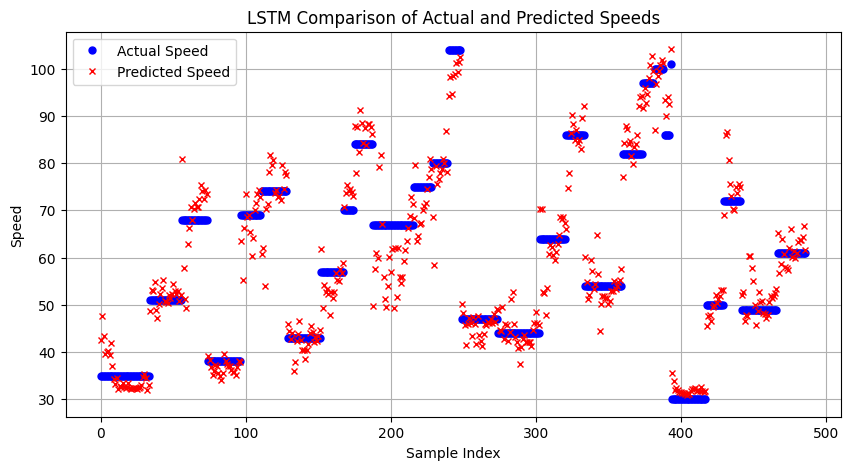 LSTM Comparison of Actual and Predicted Speeds
Actual Speed
Predicted Speed
100
90
80
70
60
50
40
30
Speed
0
100
200
300
400
500
Sample Index